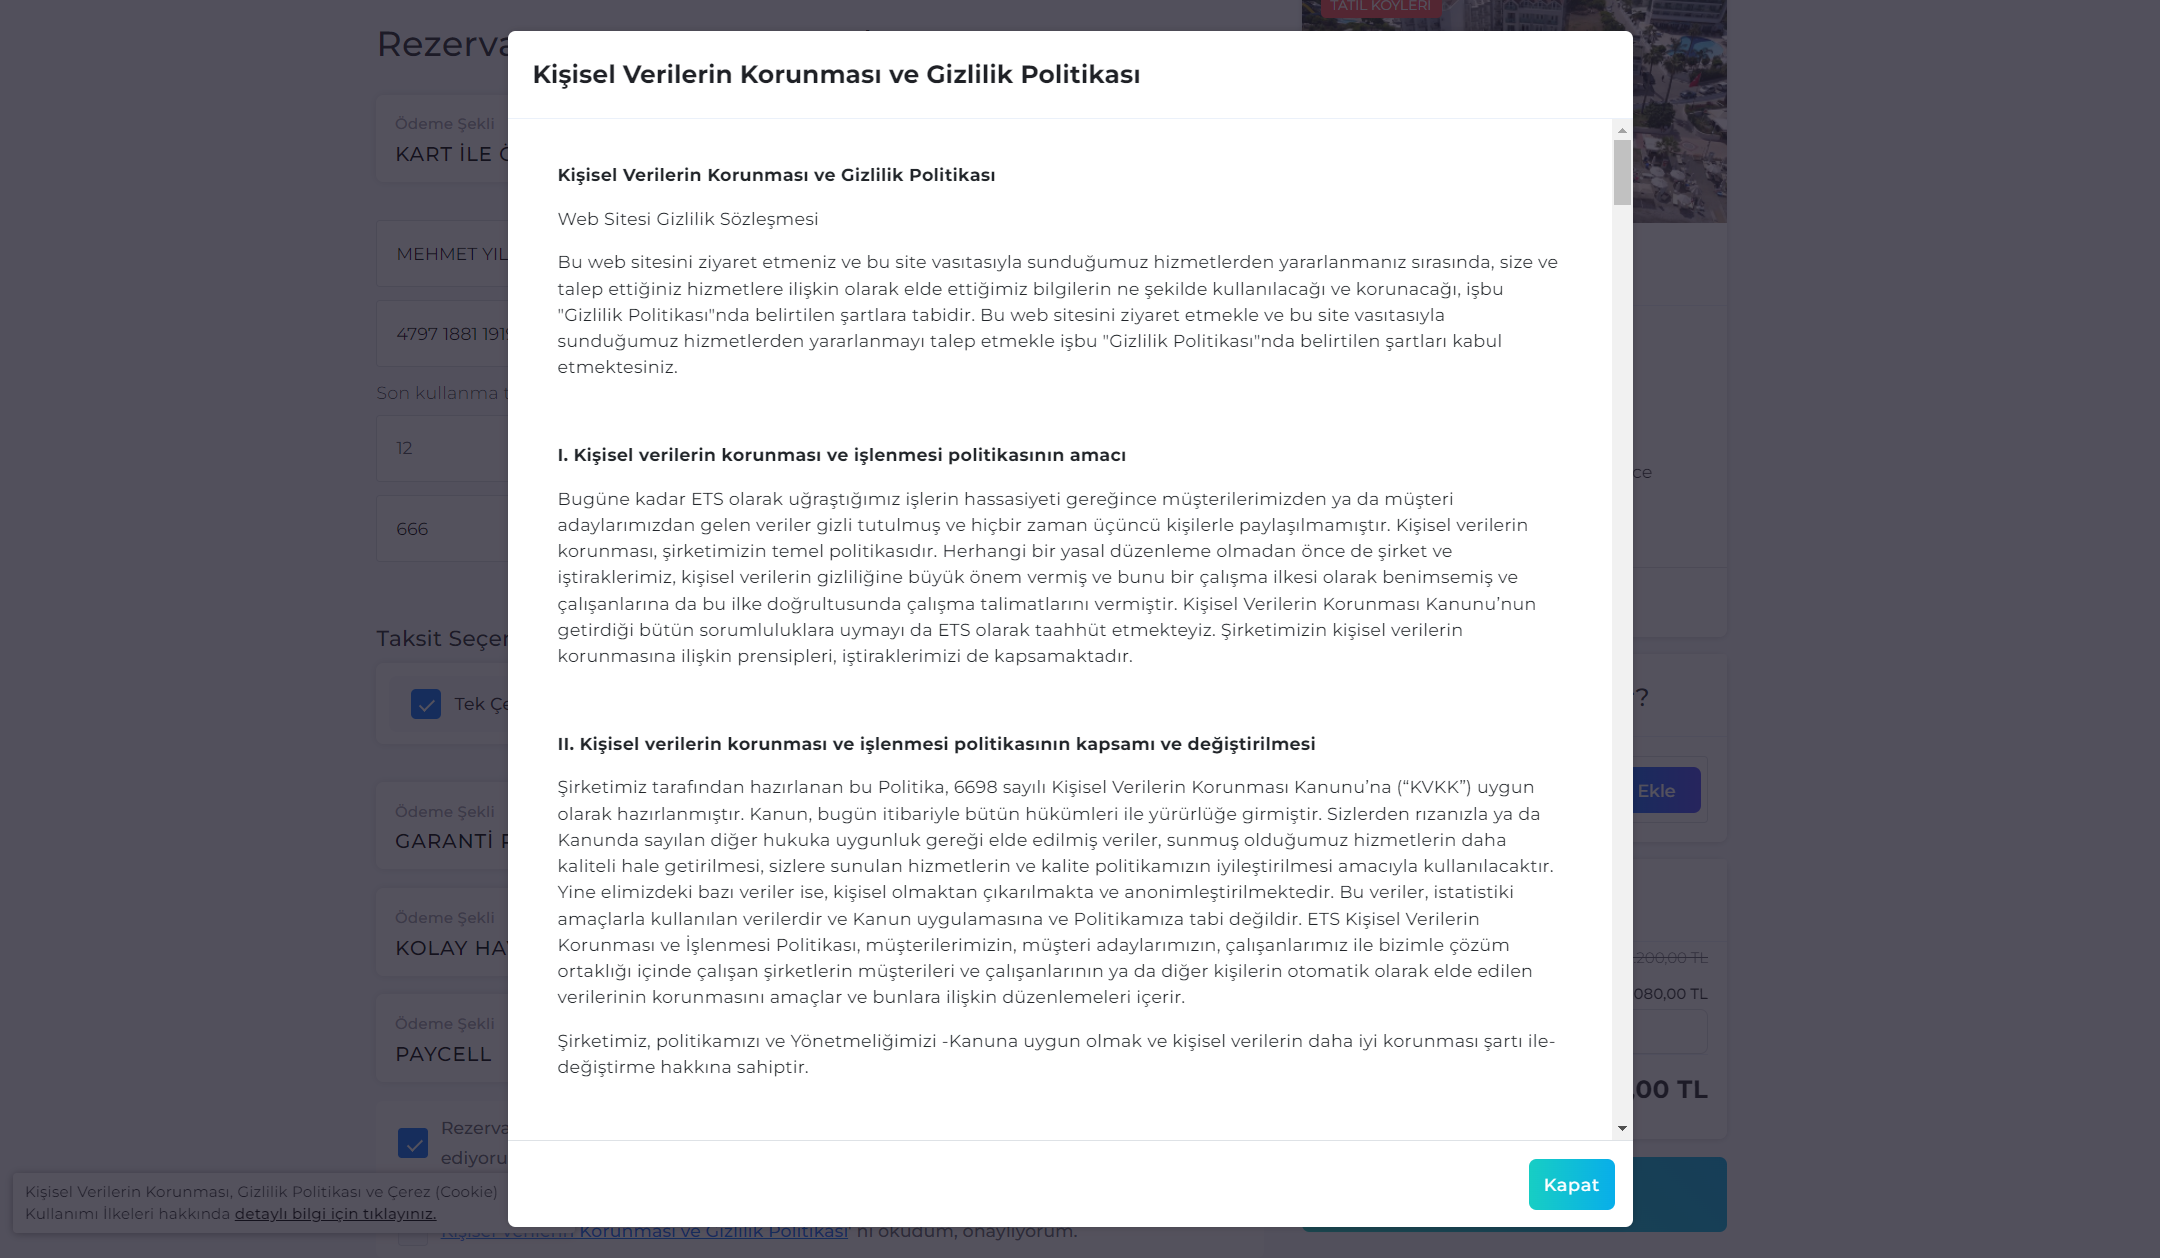 TATİL KÖYLERİ
Kişisel Verilerin Korunması ve Gizlilik Politikası
Ödeme Şekli
KART İLE
MEHMET
4797 1881
Son kullanma
12
666
Taksit
Tek
Ödeme Şekli
GARANTİ
Ödeme Şekli
KOLAY
Ödeme Şekli
PAYCELL
Kişisel Verilerin Korunması ve Gizlilik Politikası
Web Sitesi Gizlilik Sözleşmesi
Bu web sitesini ziyaret etmeniz ve bu site vasıtasıyla sunduğumuz hizmetlerden yararlanmanız sırasında, size ve
talep ettiğiniz hizmetlere ilişkin olarak elde ettiğimiz bilgilerin ne şekilde kullanılacağı ve korunacağı, işbu
"Gizlilik Politikası"nda belirtilen şartlara tabidir. Bu web sitesini ziyaret etmekle ve bu site vasıtasıyla
sunduğumuz hizmetlerden yararlanmayı talep etmekle işbu "Gizlilik Politikası"nda belirtilen şartları kabul
etmektesiniz.
I. Kişisel verilerin korunması ve işlenmesi politikasının amacı
Bugüne kadar ETS olarak uğraştığımız işlerin hassasiyeti gereğince müşterilerimizden ya da müşteri
adaylarımızdan gelen veriler gizli tutulmuş ve hiçbir zaman üçüncü kişilerle paylaşılmamıştır. Kişisel verilerin
korunması, şirketimizin temel politikasıdır. Herhangi bir yasal düzenleme olmadan önce de şirket ve
iştiraklerimiz, kişisel verilerin gizliliğine büyük önem vermiş ve bunu bir çalışma ilkesi olarak benimsemiş ve
çalışanlarına da bu ilke doğrultusunda çalışma talimatlarını vermiştir. Kişisel Verilerin Korunması Kanunu’nun
getirdiği bütün sorumluluklara uymayı da ETS olarak taahhüt etmekteyiz. Şirketimizin kişisel verilerin
korunmasına ilişkin prensipleri, iştiraklerimizi de kapsamaktadır.
II. Kişisel verilerin korunması ve işlenmesi politikasının kapsamı ve değiştirilmesi
Şirketimiz tarafından hazırlanan bu Politika, 6698 sayılı Kişisel Verilerin Korunması Kanunu’na (“KVKK”) uygun
olarak hazırlanmıştır. Kanun, bugün itibariyle bütün hükümleri ile yürürlüğe girmiştir. Sizlerden rızanızla ya da
Kanunda sayılan diğer hukuka uygunluk gereği elde edilmiş veriler, sunmuş olduğumuz hizmetlerin daha
kaliteli hale getirilmesi, sizlere sunulan hizmetlerin ve kalite politikamızın iyileştirilmesi amacıyla kullanılacaktır.
Yine elimizdeki bazı veriler ise, kişisel olmaktan çıkarılmakta ve anonimleştirilmektedir. Bu veriler, istatistiki
amaçlarla kullanılan verilerdir ve Kanun uygulamasına ve Politikamıza tabi değildir. ETS Kişisel Verilerin
Korunması ve İşlenmesi Politikası, müşterilerimizin, müşteri adaylarımızın, çalışanlarımız ile bizimle çözüm
ortaklığı içinde çalışan şirketlerin müşterileri ve çalışanlarının ya da diğer kişilerin otomatik olarak elde edilen
verilerinin korunmasını amaçlar ve bunlara ilişkin düzenlemeleri içerir.
Şirketimiz, politikamızı ve Yönetmeliğimizi -Kanuna uygun olmak ve kişisel verilerin daha iyi korunması şartı ile-
değiştirme hakkına sahiptir.
Ekle
200,00 TL
080,00 TL
,00 TL
Kapat
Kişisel Verilerin Korunması, Gizlilik Politikası ve Çerez (Cookie)
Kullanımı İlkeleri hakkında detaylı bilgi için tıklayınız.
Kişisel Verilerin Korunması ve Gizlilik Politikası' nı okudum, onaylıyorum.